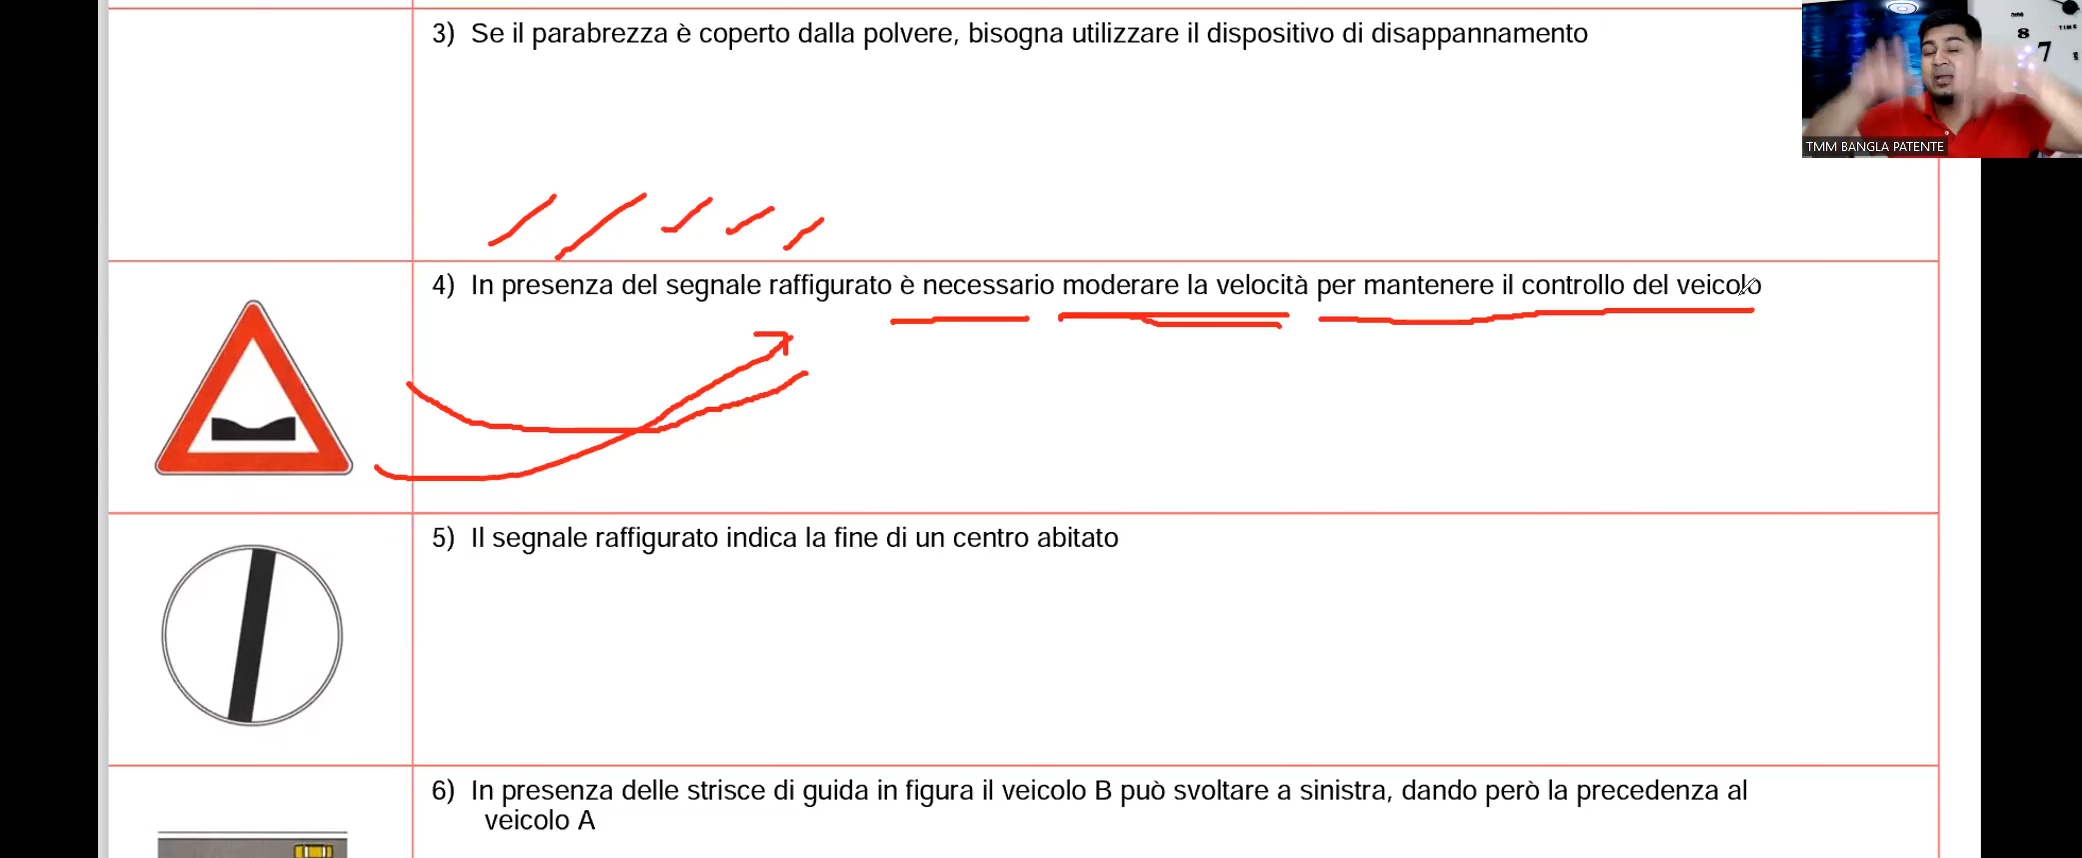 3) Se il parabrezza è coperto dalla polvere, bisogna utilizzare il dispositivo di disappannamento
8
TIME
7
TMM BANGLA PATENTE
4) In presenza del segnale raffigurato è necessario moderare la velocità per mantenere il controllo del veicolo
5) Il segnale raffigurato indica la fine di un centro abitato
6) In presenza delle strisce di guida in figura il veicolo B può svoltare a sinistra, dando però la precedenza al
veicolo A